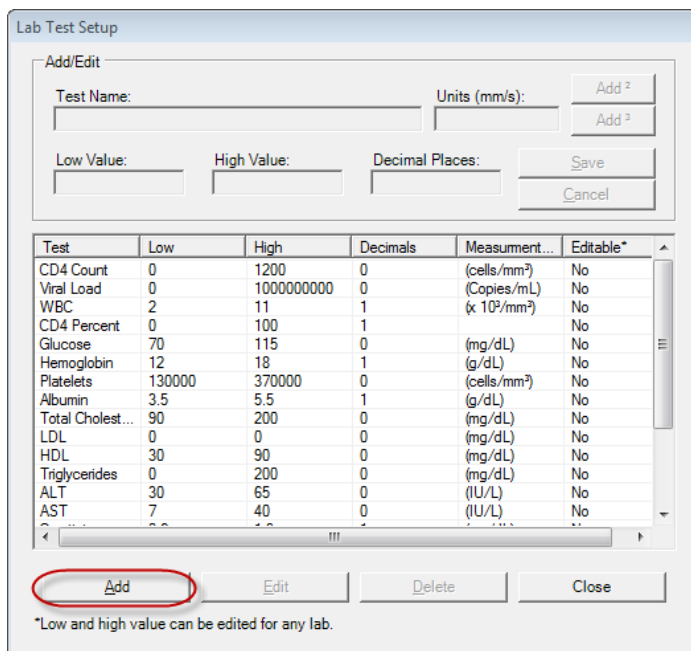 Lab Test Setup
Add/Edit
Test Name: Units (mm/s): Add ²
Add ³
Low Value: High Value: Decimal Places: Save
Cancel
Test Low High Decimals Measurment... Editable*
CD4 Count 0 1200 0 (cells/mm³) No
Viral Load 0 1000000000 0 (Copies/mL) No
WBC 2 11 1 (x 10³/mm³) No
CD4 Percent 0 100 1 No
Glucose 70 115 0 (mg/dL) No
Hemoglobin 12 18 1 (g/dL) No
Platelets 130000 370000 0 (cells/mm³) No
Albumin 3.5 5.5 1 (g/dL) No
Total Cholest... 90 200 0 (mg/dL) No
LDL 0 0 0 (mg/dL) No
HDL 30 90 0 (mg/dL) No
Triglycerides 0 200 0 (mg/dL) No
ALT 30 65 0 (IU/L) No
AST 7 40 0 (IU/L) No
Add Edit Delete Close
*Low and high value can be edited for any lab.